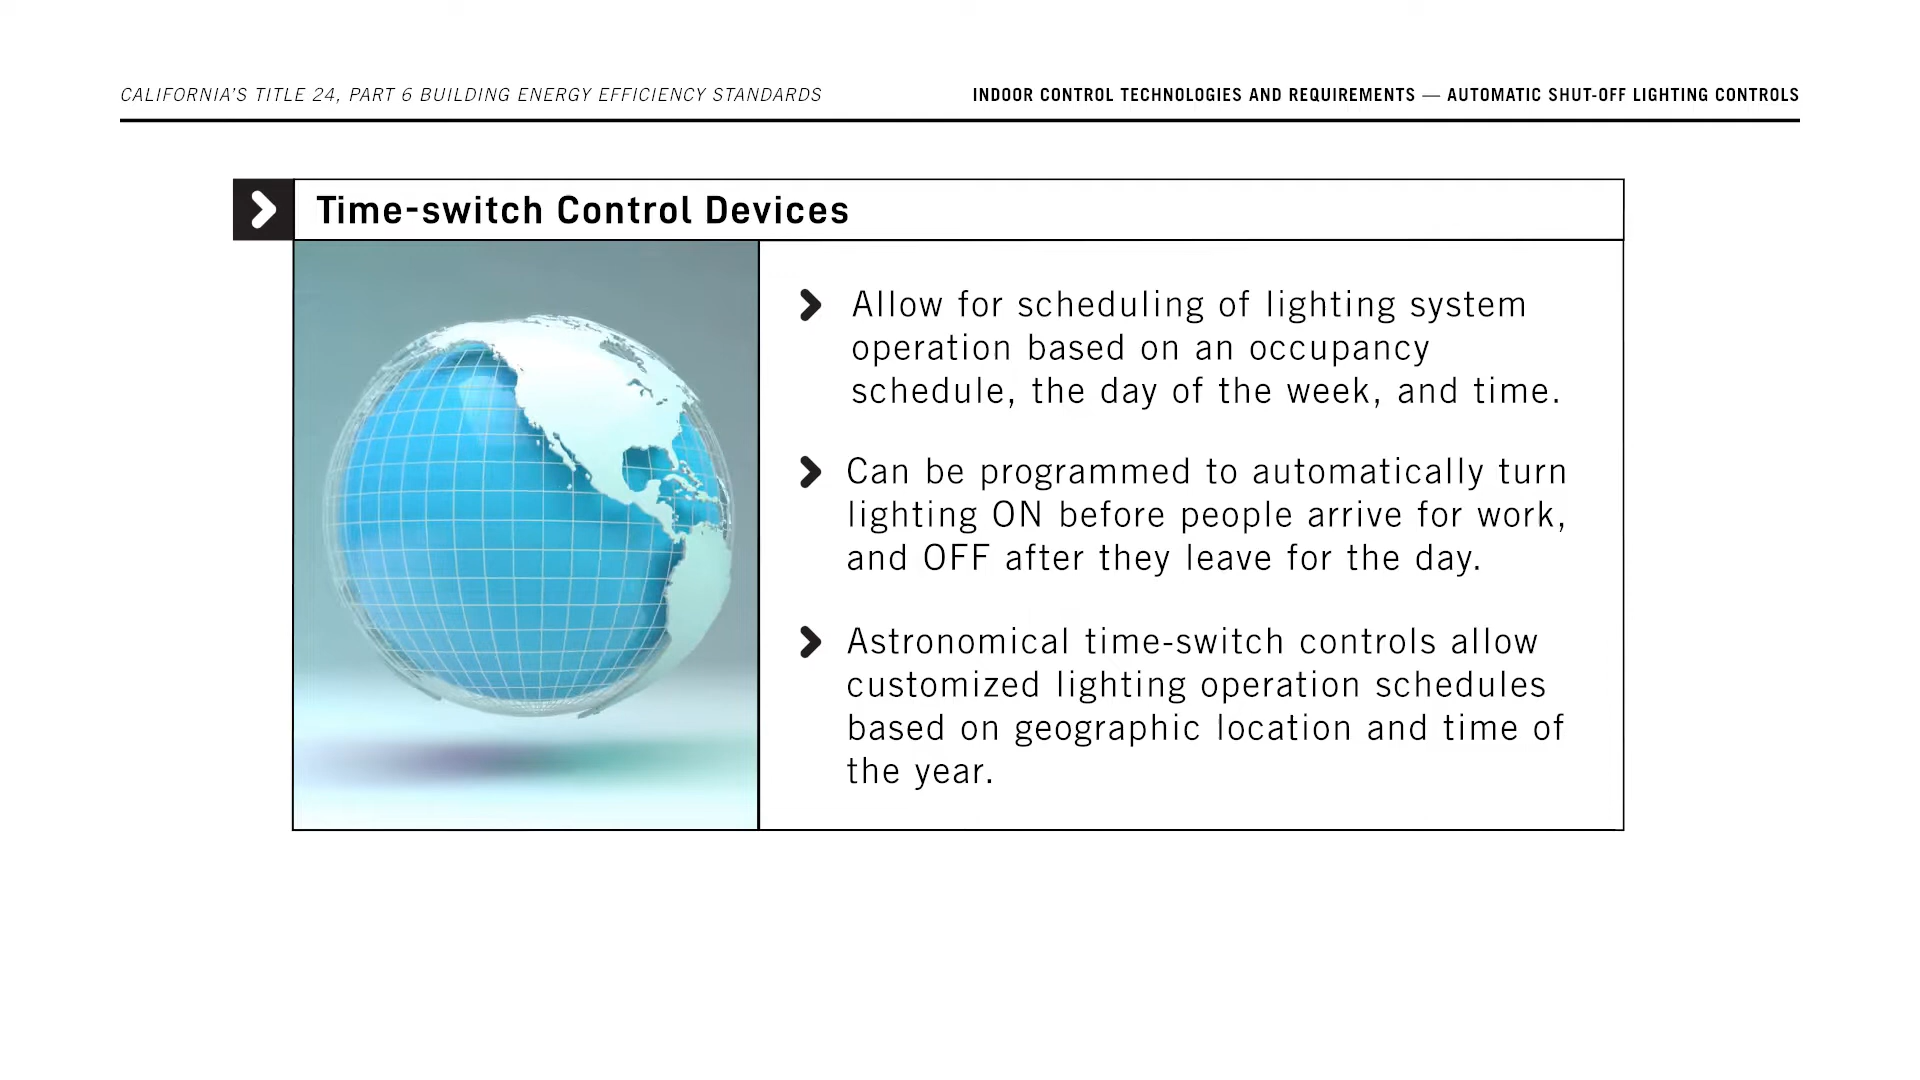 CALIFORNIA'S TITLE 24, PART 6 BUILDING ENERGY EFFICIENCY STANDARDS
INDOOR CONTROL TECHNOLOGIES AND REQUIREMENTS — AUTOMATIC SHUT-OFF LIGHTING CONTROLS
Time-switch Control Devices
Allow for scheduling of lighting system
operation based on an occupancy
schedule, the day of the week, and time.
Can be programmed to automatically turn
lighting ON before people arrive for work,
and OFF after they leave for the day.
Astronomical time-switch controls allow
customized lighting operation schedules
based on geographic location and time of
the year.